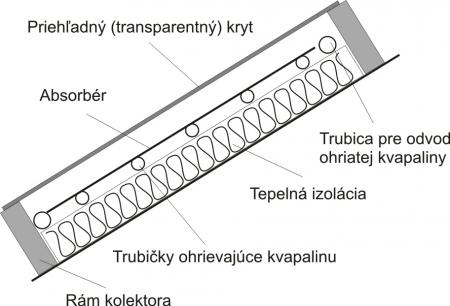 Priehľadný (transparentný) kryt
Absorbér
Trubica pre odvod
ohriatej kvapaliny
Tepelná izolácia
Trubičky ohrievajúce kvapalinu
Rám kolektora